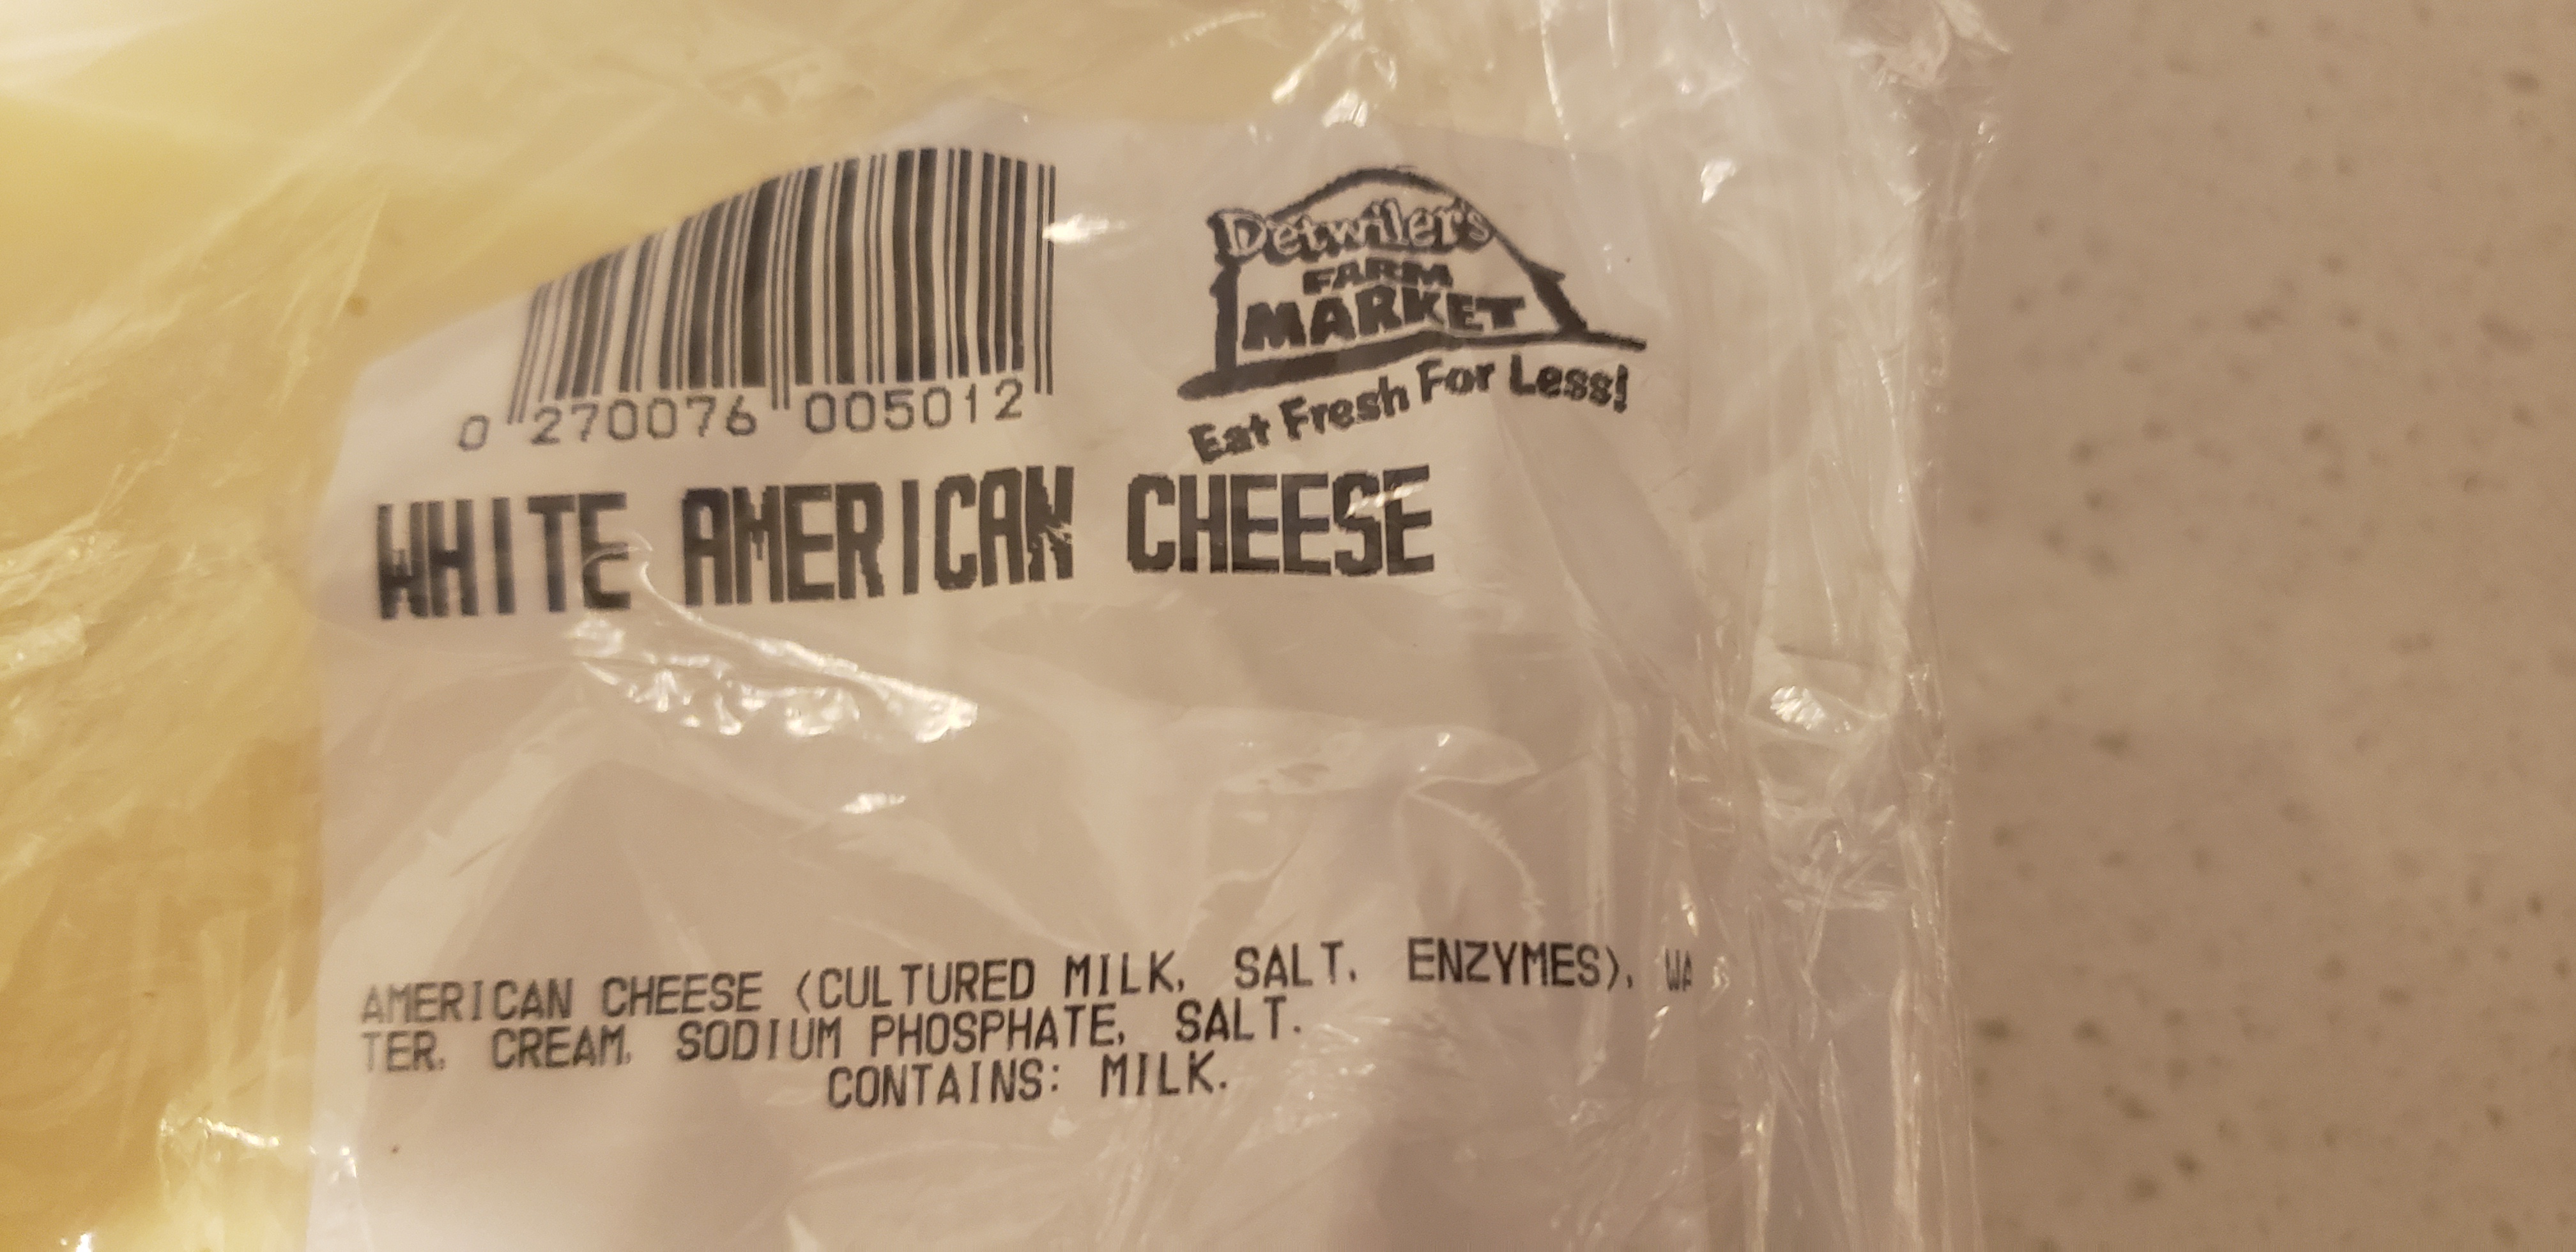 0 270076 005012
Detwiler's
FARM
MARKET
Eat Fresh For Less!
WHITE AMERICAN CHEESE
AMERICAN CHEESE (CULTURED MILK, SALT, ENZYMES), WA
TER, CREAM, SODIUM PHOSPHATE, SALT.
CONTAINS: MILK.